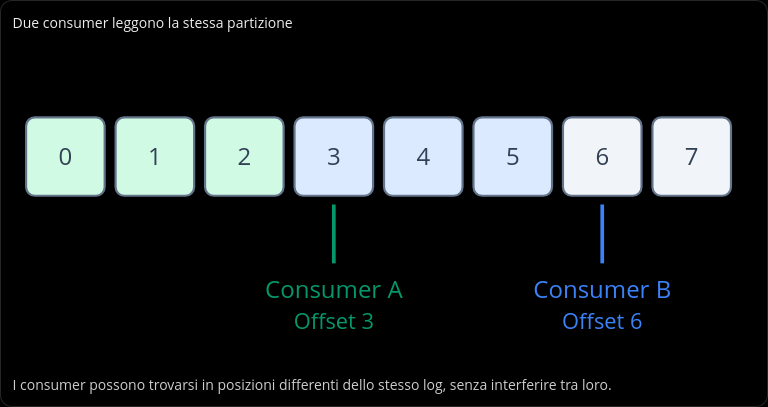 Due consumer leggono la stessa partizione
0 1 2 3 4 5 6 7
Consumer A Consumer B
Offset 3 Offset 6
I consumer possono trovarsi in posizioni differenti dello stesso log, senza interferire tra loro.